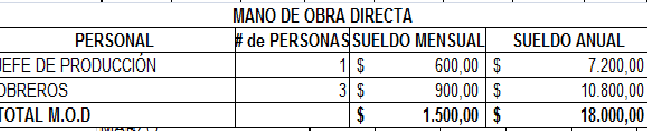 MANO DE OBRA DIRECTA
PERSONAL # de PERSONAS SUELDO MENSUAL SUELDO ANUAL
JEFE DE PRODUCCIÓN 1 $ 600,00 $ 7.200,00
OBREROS 3 $ 900,00 $ 10.800,00
TOTAL M.O.D $ 1.500,00 $ 18.000,00